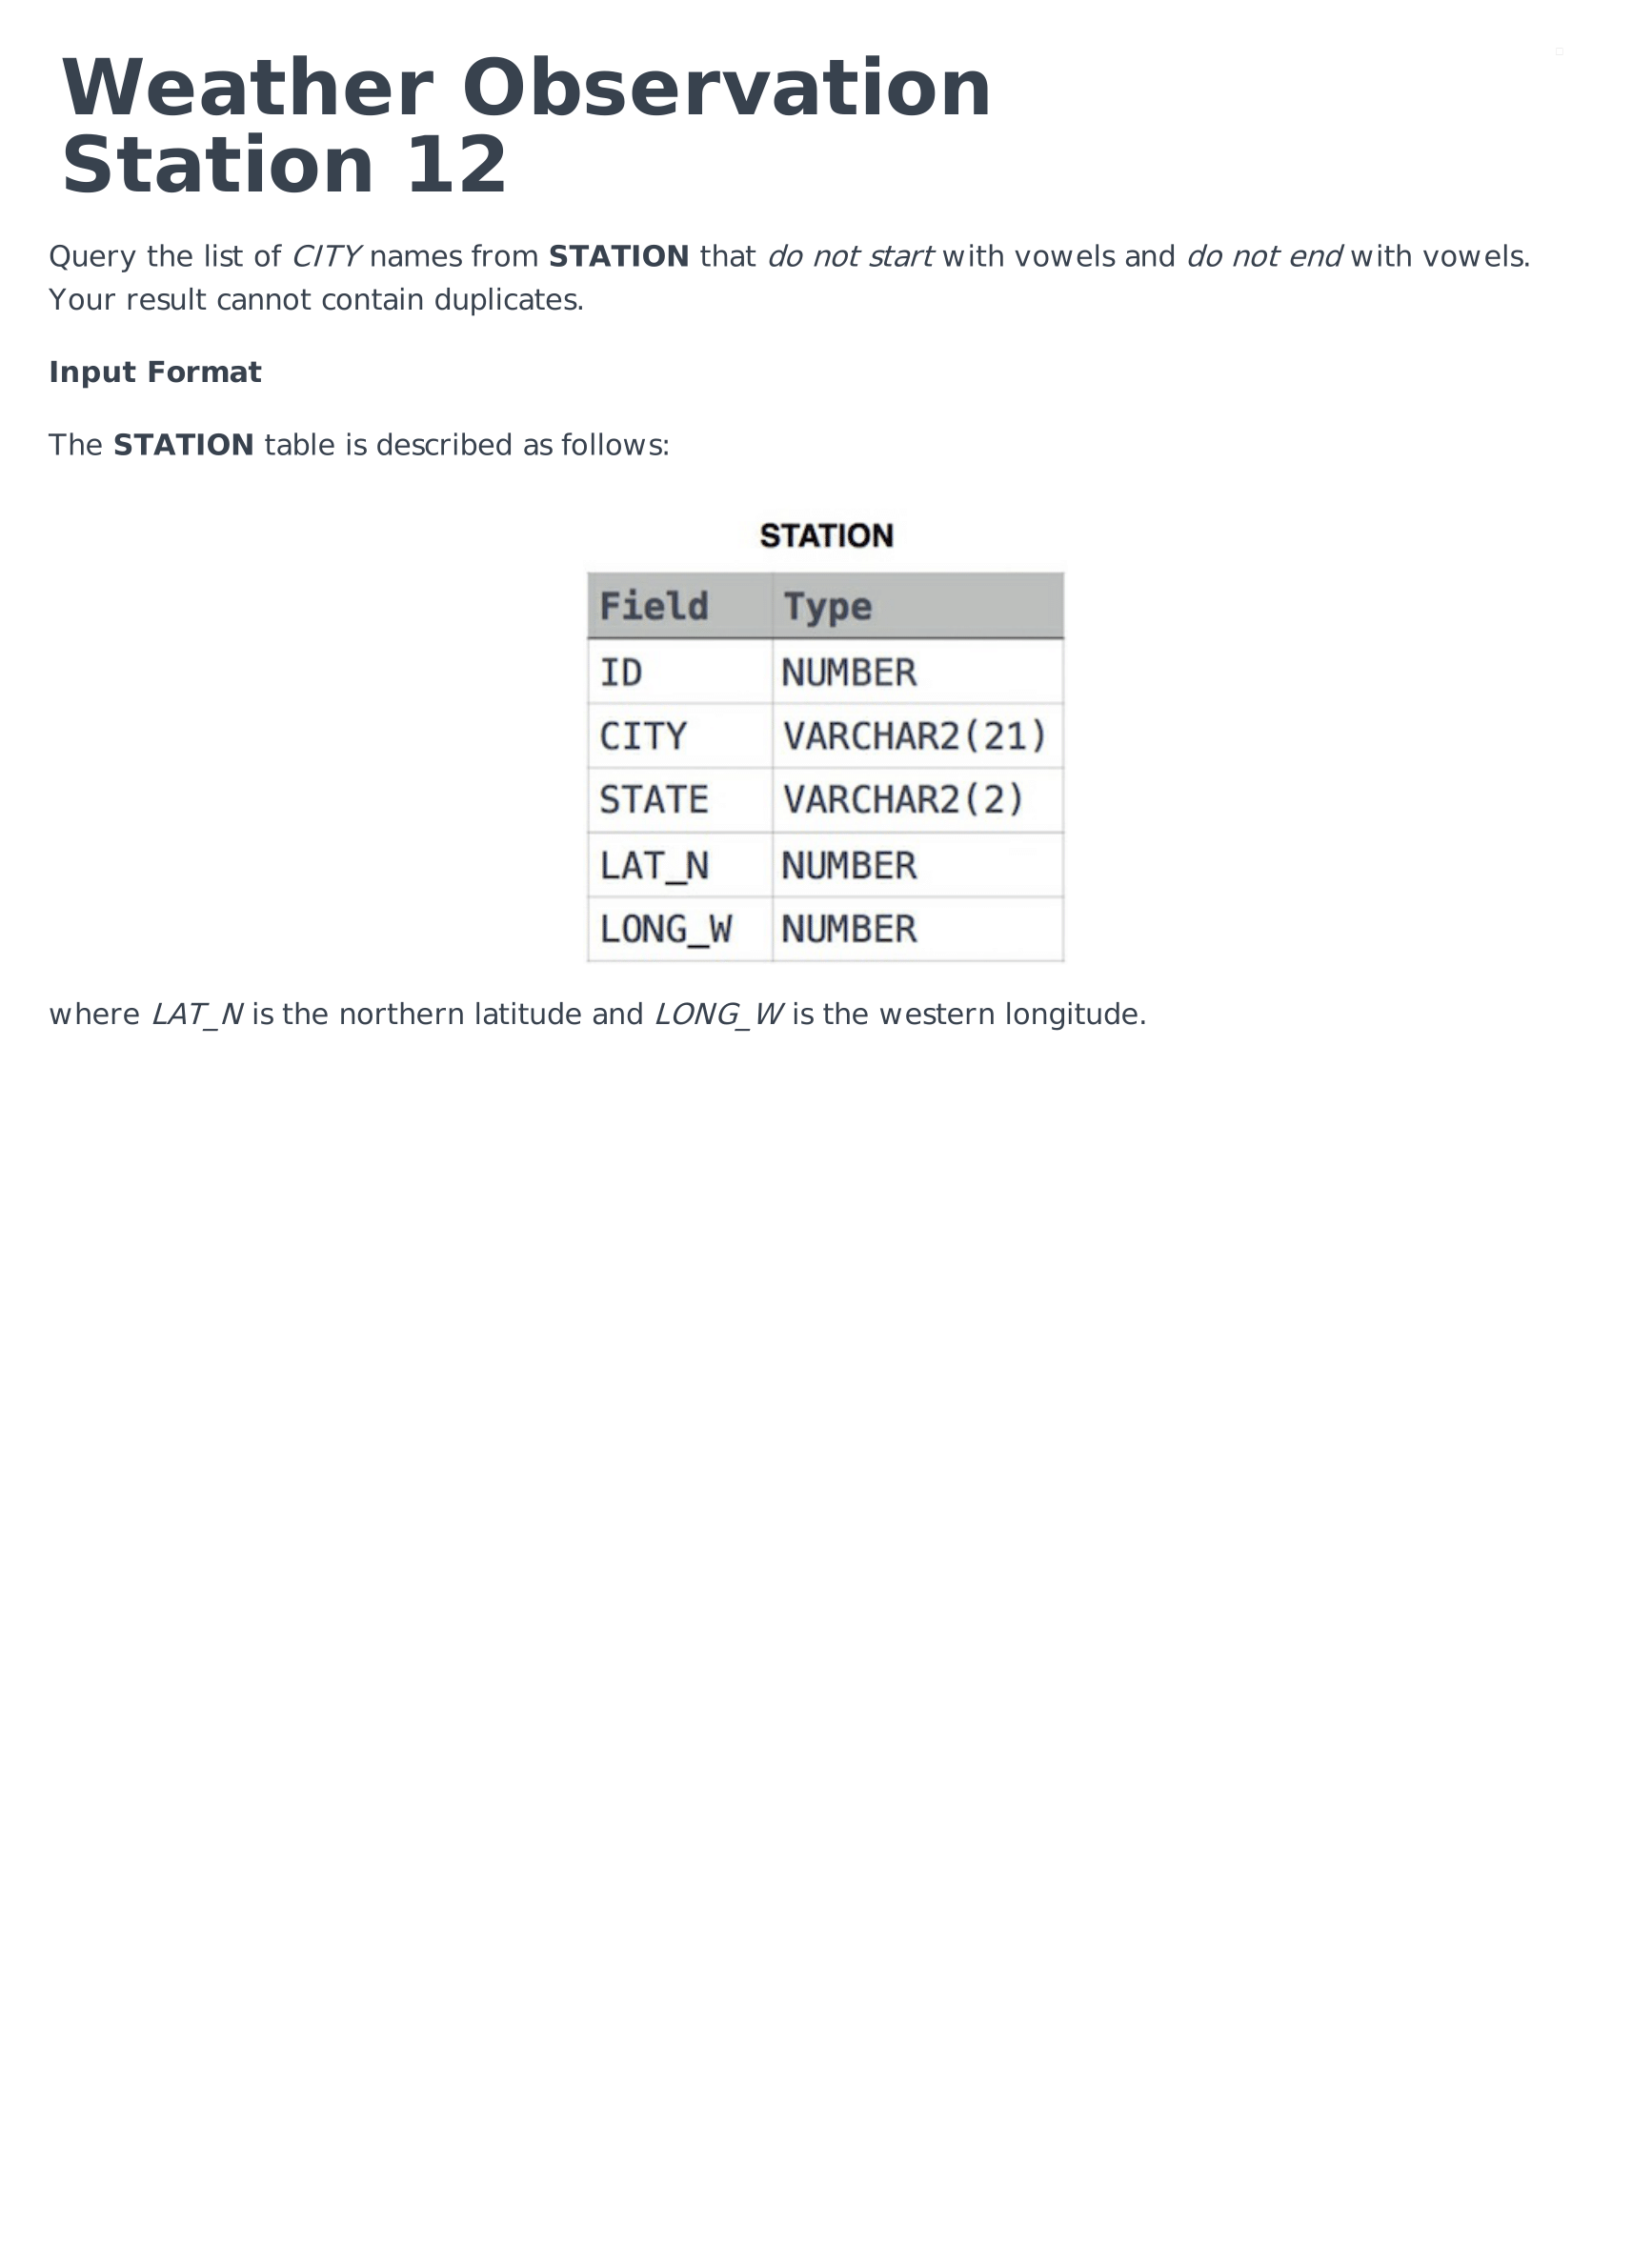 Weather Observation
Station 12
Query the list of CITY names from STATION that do not start with vowels and do not end with vowels.
Your result cannot contain duplicates.
Input Format
The STATION table is described as follows:
STATION
Field Type
ID NUMBER
CITY VARCHAR2(21)
STATE VARCHAR2(2)
LAT_N NUMBER
LONG_W NUMBER
where LAT_N is the northern latitude and LONG_W is the western longitude.